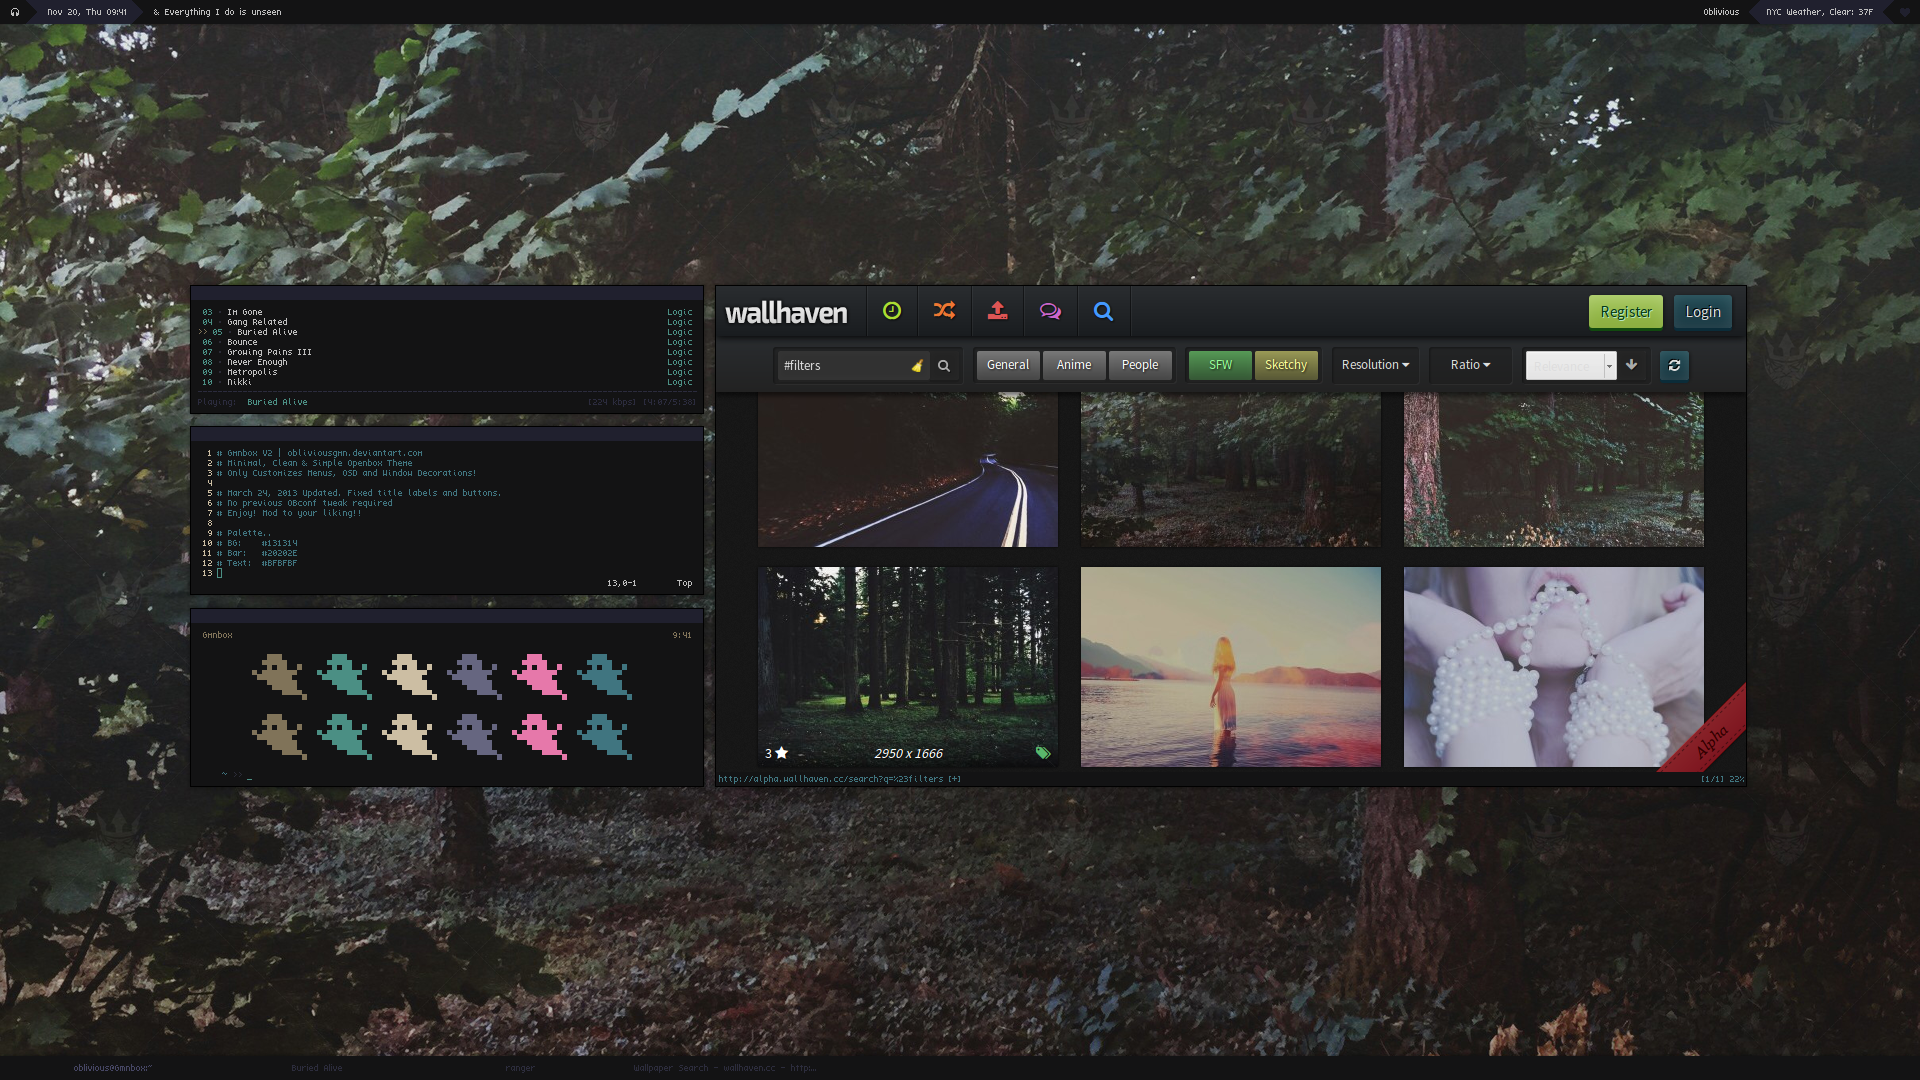 Nov 20, Thu 09:41
& Everything I do is unseen
Oblivious
NYC Weather, Clear: 37F
03 · Im Gone Logic
04 · Gang Related Logic
>> 05 · Buried Alive Logic
06 · Bounce Logic
07 · Growing Pains III Logic
08 · Never Enough Logic
09 · Metropolis Logic
10 · Nikki Logic
Playing: Buried Alive [224 kbps] [4:07/5:38]
1 # Gmnbox V2 | obliviousgmn.deviantart.com
2 # Minimal, Clean & Simple Openbox Theme
3 # Only Customizes Menus, OSD and Window Decorations!
4
5 # March 24, 2013 Updated. Fixed title labels and buttons.
6 # No previous OBconf tweak required
7 # Enjoy! Mod to your liking!!
8
9 # Palette..
10 # BG: #131314
11 # Bar: #20202E
12 # Text: #BFBFBF
13
13,0-1 Top
Gmnbox 9:41
~ >> _
wallhaven
Register
Login
#filters
General
Anime
People
SFW
Sketchy
Resolution
Ratio
Relevance
3
2950 x 1666
Alpha
http://alpha.wallhaven.cc/search?q=%23filters [+]
[1/1] 22%
oblivious@Gmnbox:~
Buried Alive
ranger
Wallpaper Search - wallhaven.cc - http:…